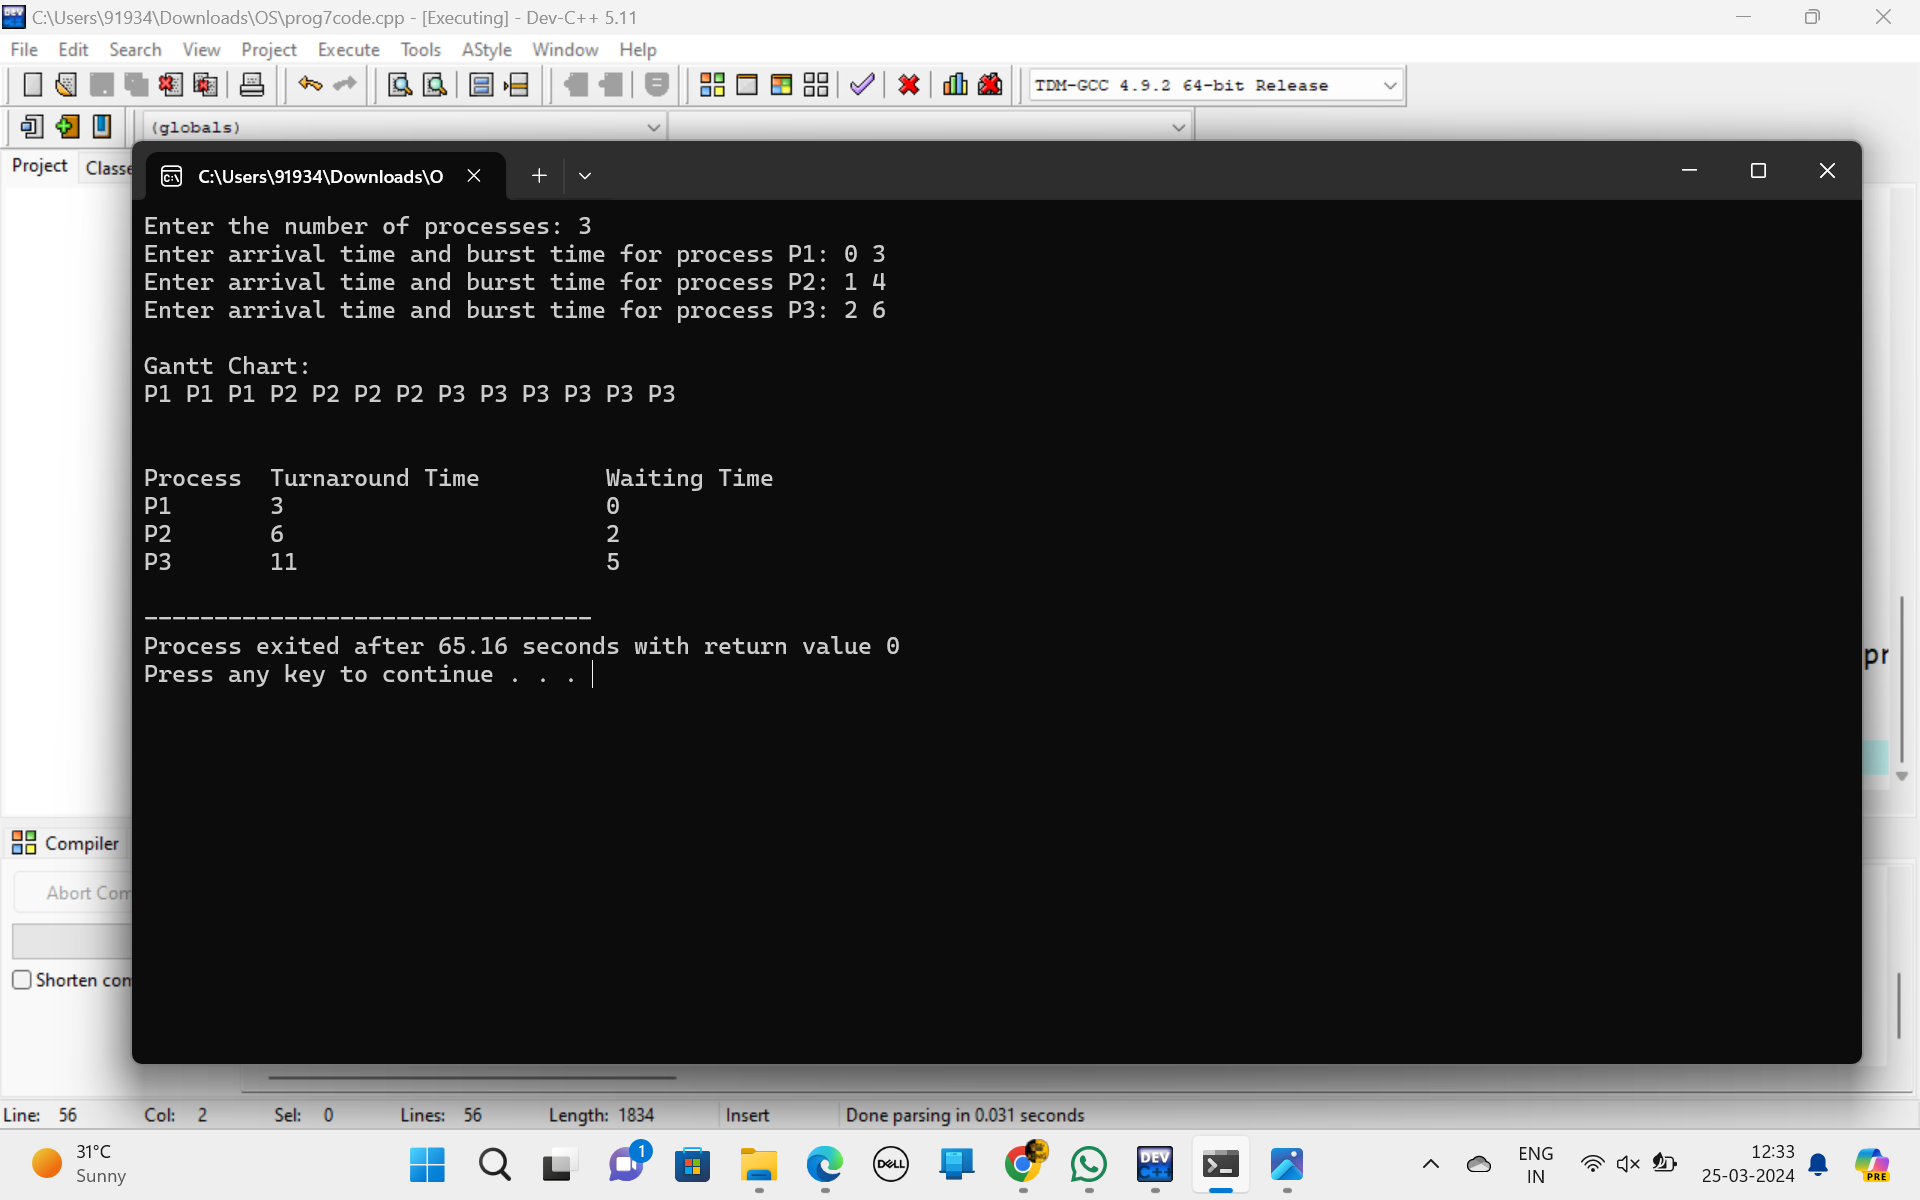 C:\Users\91934\Downloads\OS\prog7code.cpp - [Executing] - Dev-C++ 5.11
File Edit Search View Project Execute Tools AStyle Window Help
TDM-GCC 4.9.2 64-bit Release
(globals)
Project Classe
C:\Users\91934\Downloads\O
Enter the number of processes: 3
Enter arrival time and burst time for process P1: 0 3
Enter arrival time and burst time for process P2: 1 4
Enter arrival time and burst time for process P3: 2 6
Gantt Chart:
P1 P1 P1 P2 P2 P2 P2 P3 P3 P3 P3 P3 P3
Process Turnaround Time Waiting Time
P1 3 0
P2 6 2
P3 11 5
--------------------------------
Process exited after 65.16 seconds with return value 0
Press any key to continue . . .
pr
Compiler
Abort Com
Shorten com
Line: 56 Col: 2 Sel: 0 Lines: 56 Length: 1834 Insert Done parsing in 0.031 seconds
31°C
Sunny
1
DELL
DEV
C++
ENG
IN
12:33
25-03-2024
PRE